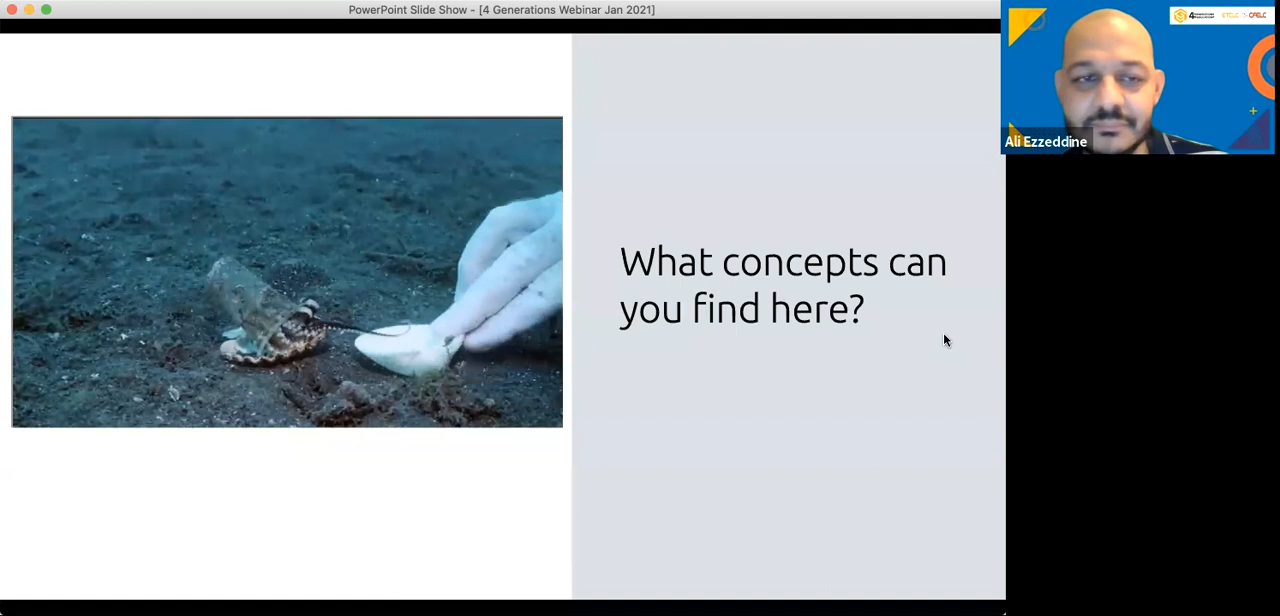 PowerPoint Slide Show - [4 Generations Webinar Jan 2021]
What concepts can
you find here?
Ali Ezzeddine